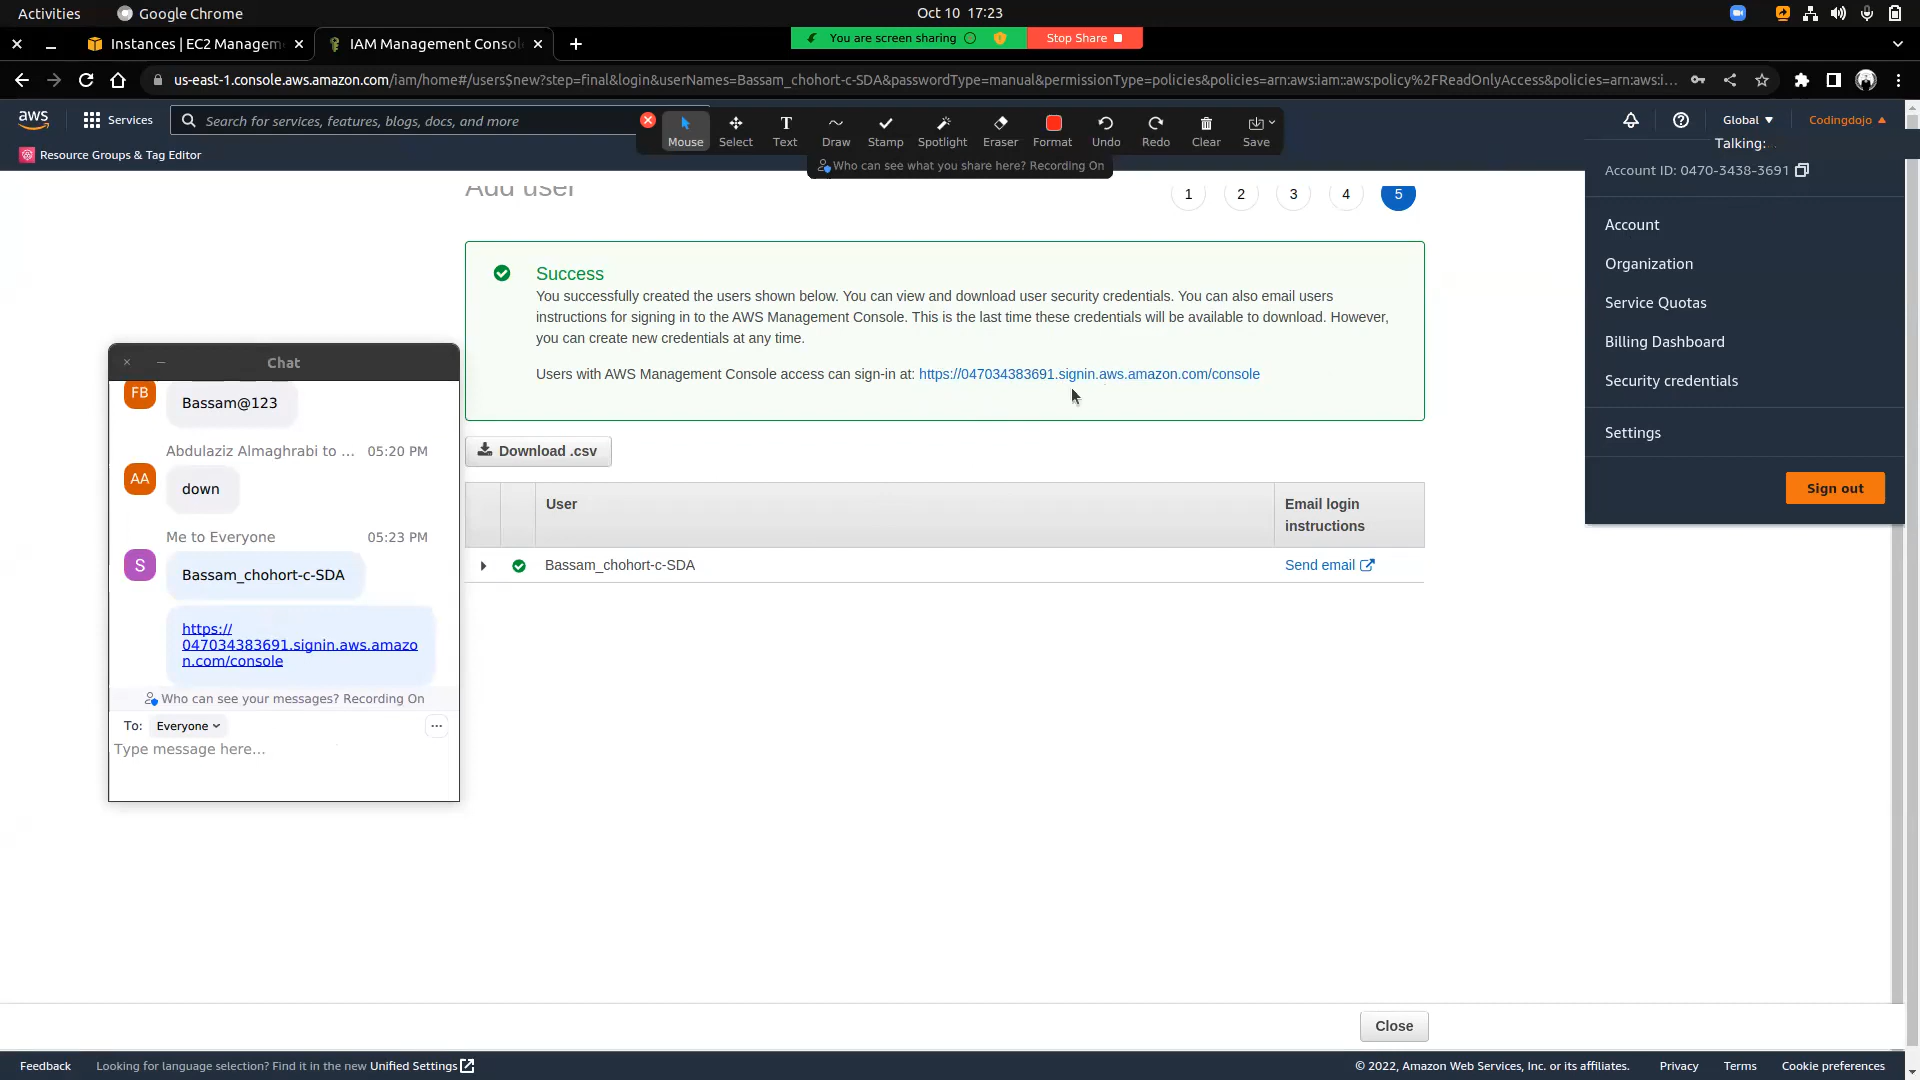 Activities
Google Chrome
Oct 10 17:23
Instances | EC2 Managem
IAM Management Consol
You are screen sharing
Stop Share
us-east-1.console.aws.amazon.com/iam/home#/users$new?step=final&login&userNames=Bassam_chohort-c-SDA&passwordType=manual&permissionType=policies&policies=arn:aws:iam::aws:policy%2FReadOnlyAccess&policies=arn:aws:i...
aws
Services
Search for services, features, blogs, docs, and more
Mouse
Select
Text
Draw
Stamp
Spotlight
Eraser
Format
Undo
Redo
Clear
Save
Who can see what you share here? Recording On
Global
Codingdojo
Talking:
Resource Groups & Tag Editor
Add user
1
2
3
4
5
Account ID: 0470-3438-3691
Account
Organization
Service Quotas
Billing Dashboard
Security credentials
Settings
Sign out
Success
You successfully created the users shown below. You can view and download user security credentials. You can also email users
instructions for signing in to the AWS Management Console. This is the last time these credentials will be available to download. However,
you can create new credentials at any time.
Users with AWS Management Console access can sign-in at: https://047034383691.signin.aws.amazon.com/console
Download .csv
User
Email login
instructions
Bassam_chohort-c-SDA
Send email
Chat
FB
Bassam@123
Abdulaziz Almaghrabi to ... 05:20 PM
AA
down
Me to Everyone 05:23 PM
S
Bassam_chohort-c-SDA
https://
047034383691.signin.aws.amazo
n.com/console
Who can see your messages? Recording On
To: Everyone
Type message here...
Close
Feedback
Looking for language selection? Find it in the new Unified Settings
© 2022, Amazon Web Services, Inc. or its affiliates.
Privacy
Terms
Cookie preferences